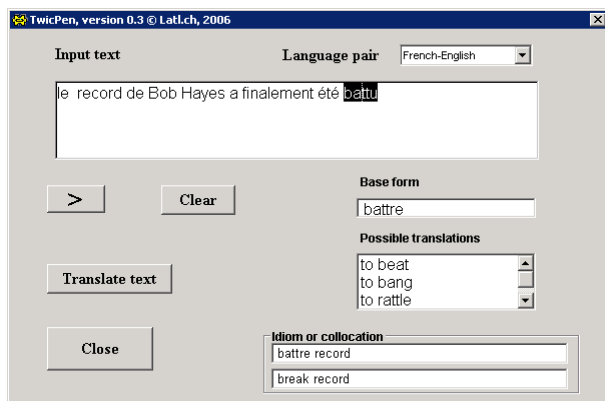 TwicPen, version 0.3 © Latl.ch, 2006
Input text
Language pair
French-English
le record de Bob Hayes a finalement été battu
>
Clear
Base form
battre
Possible translations
to beat
to bang
to rattle
Translate text
Close
Idiom or collocation
battre record
break record